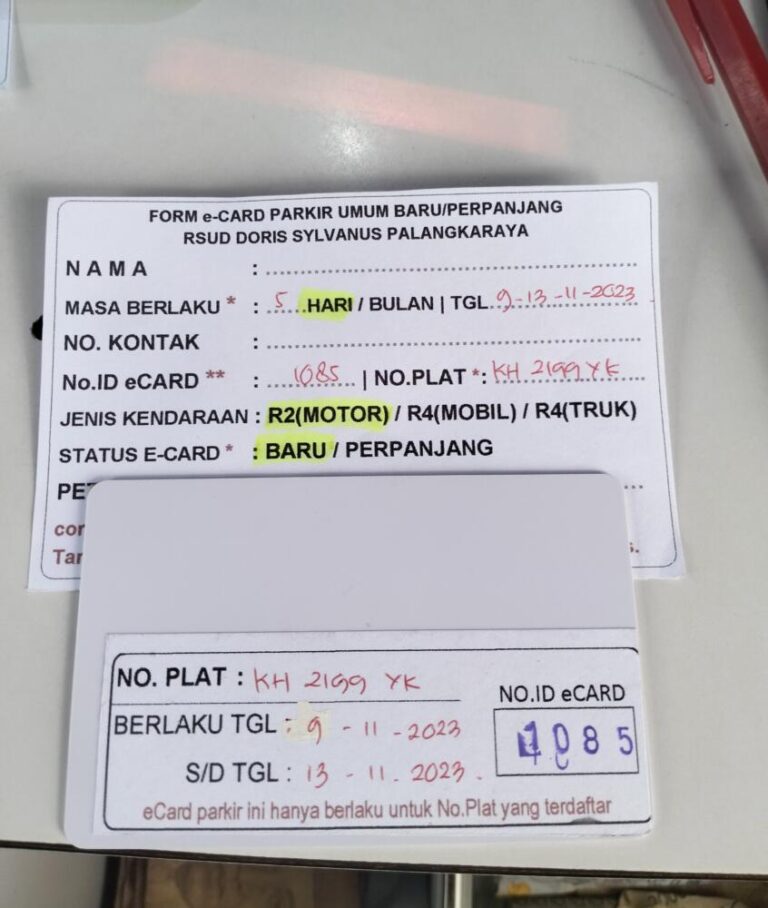 FORM e-CARD PARKIR UMUM BARU/PERPANJANG
RSUD DORIS SYLVANUS PALANGKARAYA
N A M A : ........................................
MASA BERLAKU * : 5 HARI / BULAN | TGL 9-13-11-2023
NO. KONTAK : ........................................
No.ID eCARD ** : 1085 | NO.PLAT *: KH 2199 YK
JENIS KENDARAAN : R2(MOTOR) / R4(MOBIL) / R4(TRUK)
STATUS E-CARD * : BARU / PERPANJANG
NO. PLAT : KH 2199 YK
NO.ID eCARD
BERLAKU TGL : 9 - 11 - 2023
1085
S/D TGL : 13 - 11 - 2023.
eCard parkir ini hanya berlaku untuk No.Plat yang terdaftar